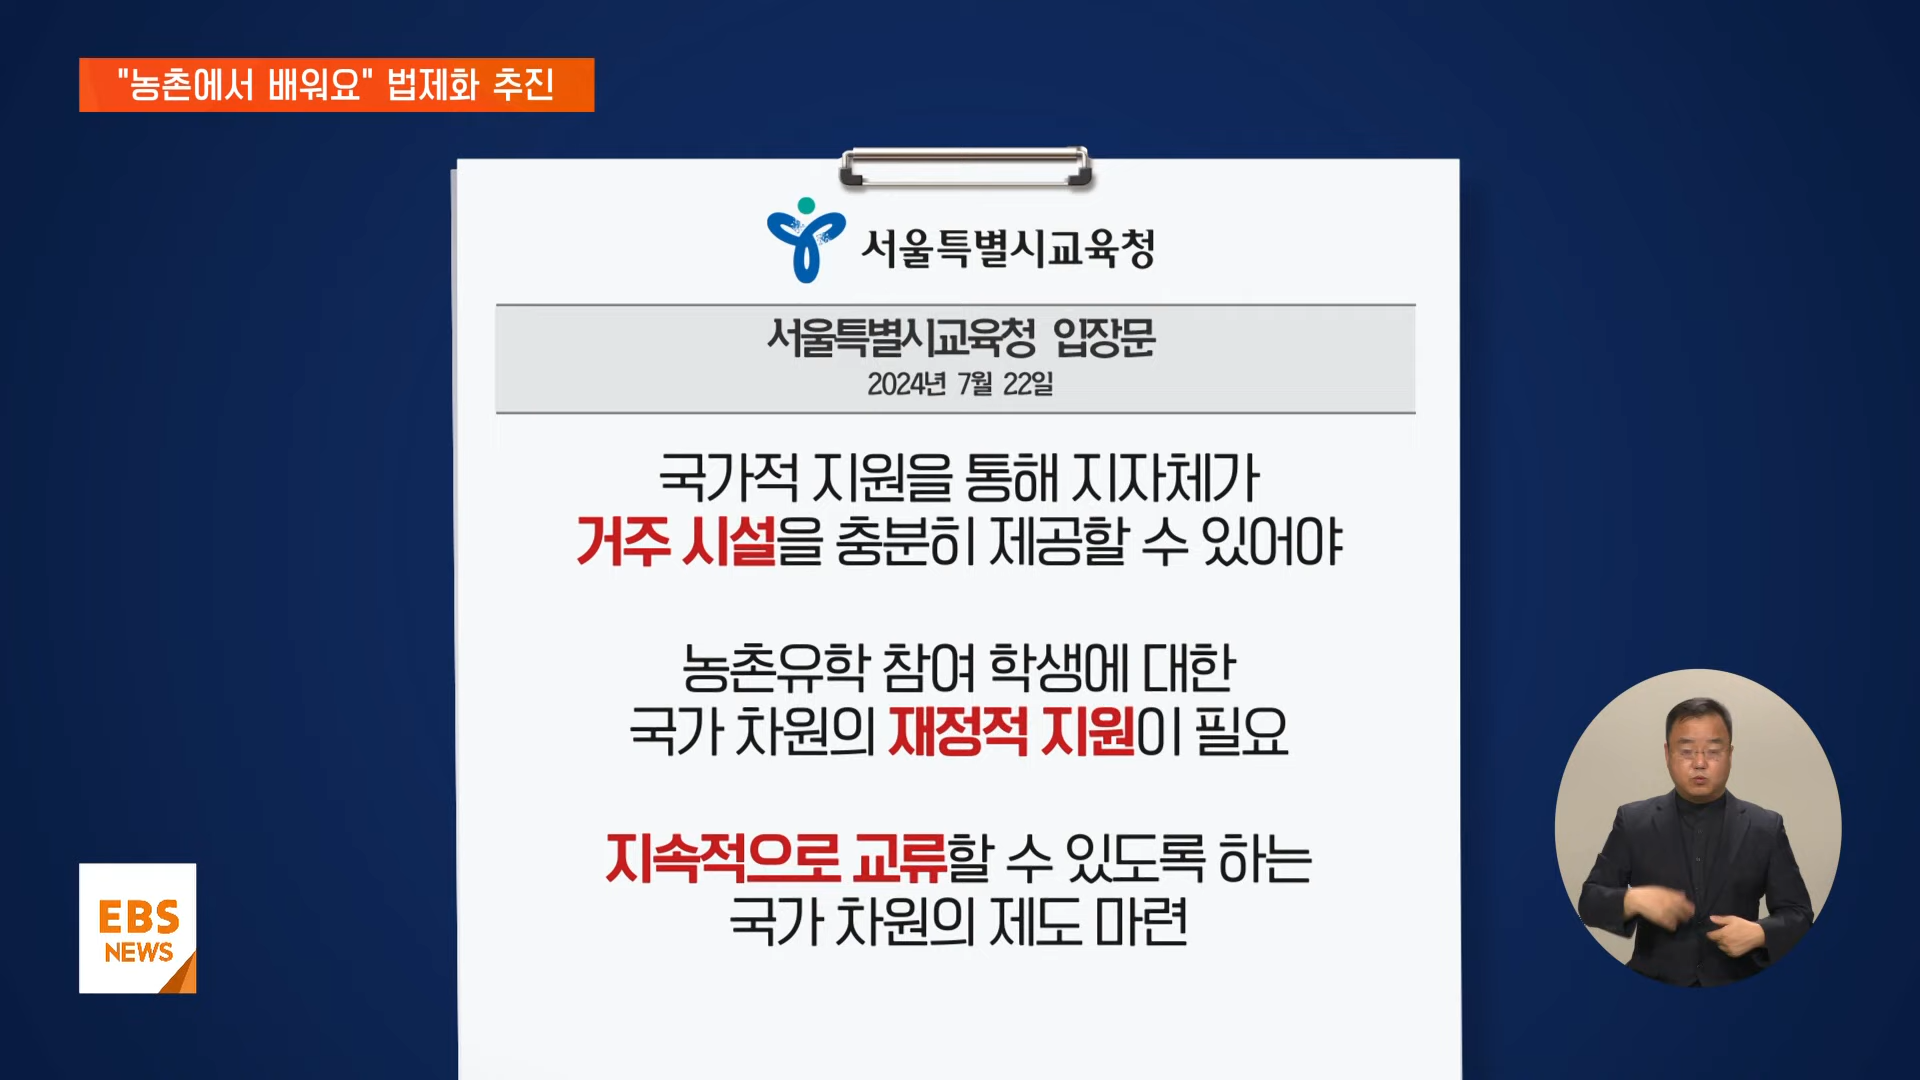 "농촌에서 배워요" 법제화 추진
서울특별시교육청
서울특별시교육청 입장문
2024년 7월 22일
국가적 지원을 통해 지자체가
거주 시설을 충분히 제공할 수 있어야
농촌유학 참여 학생에 대한
국가 차원의 재정적 지원이 필요
지속적으로 교류할 수 있도록 하는
국가 차원의 제도 마련
EBS
NEWS